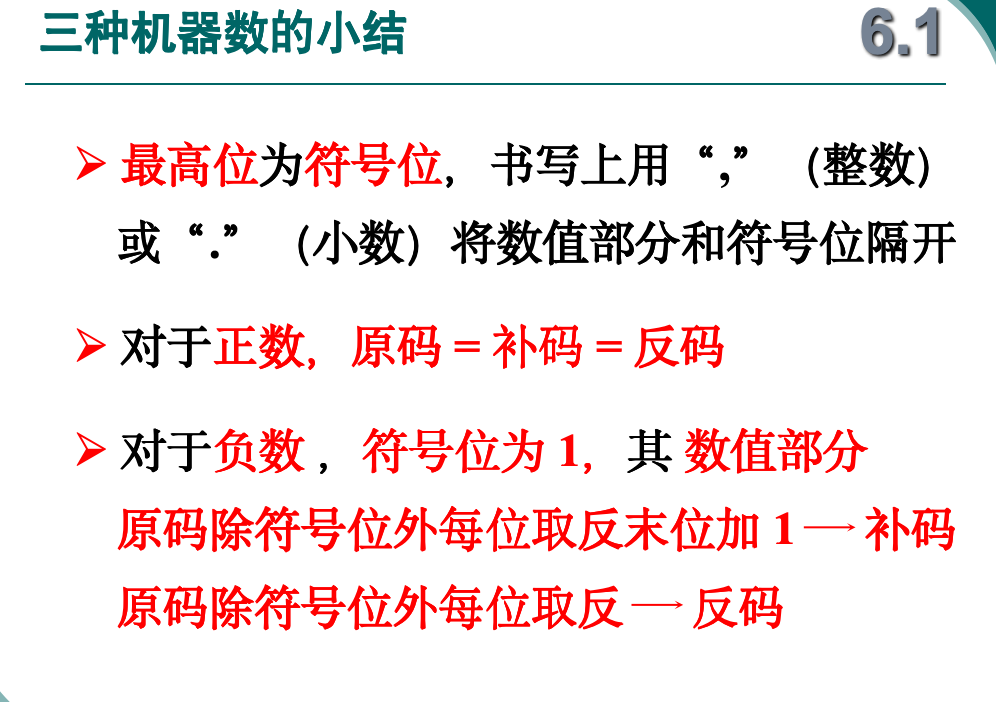 三种机器数的小结
6.1
➢ 最高位为符号位，书写上用“,”（整数）
或“.”（小数）将数值部分和符号位隔开
➢ 对于正数，原码 = 补码 = 反码
➢ 对于负数 ，符号位为 1，其 数值部分
原码除符号位外每位取反末位加 1 → 补码
原码除符号位外每位取反 → 反码